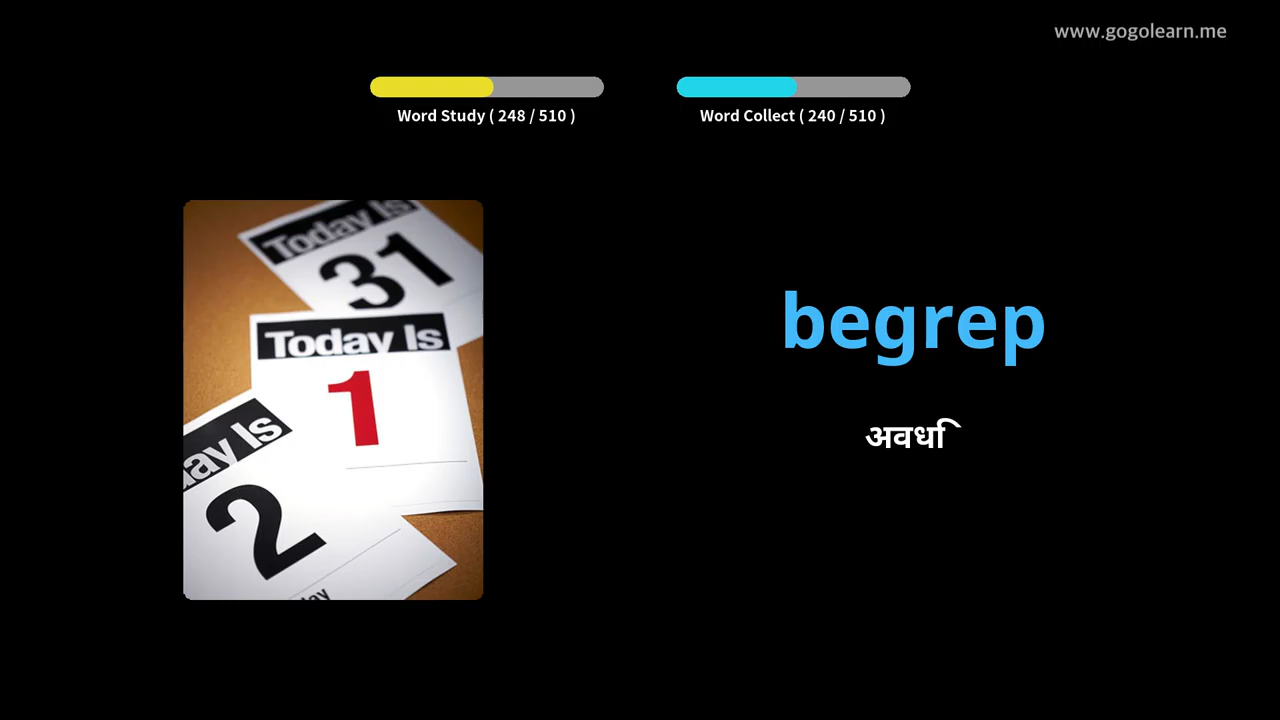 www.gogolearn.me
Word Study ( 248 / 510 )
Word Collect ( 240 / 510 )
Today Is
31
Today Is
1
day Is
2
begrep
अवधि